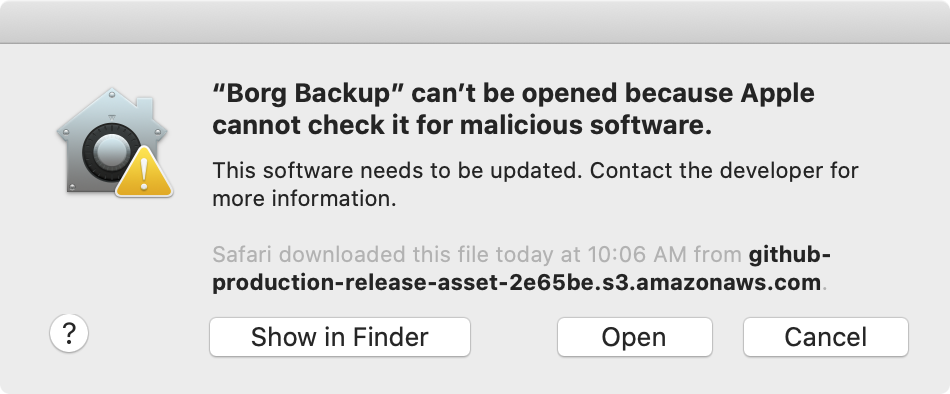 “Borg Backup” can’t be opened because Apple
cannot check it for malicious software.
This software needs to be updated. Contact the developer for
more information.
Safari downloaded this file today at 10:06 AM from github-
production-release-asset-2e65be.s3.amazonaws.com.
?
Show in Finder
Open
Cancel